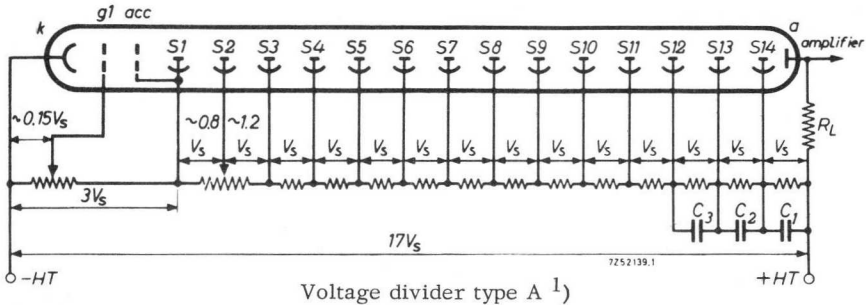 k g1 acc S1 S2 S3 S4 S5 S6 S7 S8 S9 S10 S11 S12 S13 S14 a amplifier
~0.15Vs ~0.8 ~1.2 RL
Vs Vs Vs Vs Vs Vs Vs Vs Vs Vs Vs Vs Vs Vs
3Vs C3 C2 C1
17Vs
7Z52139.1
-HT +HT
Voltage divider type A 1)